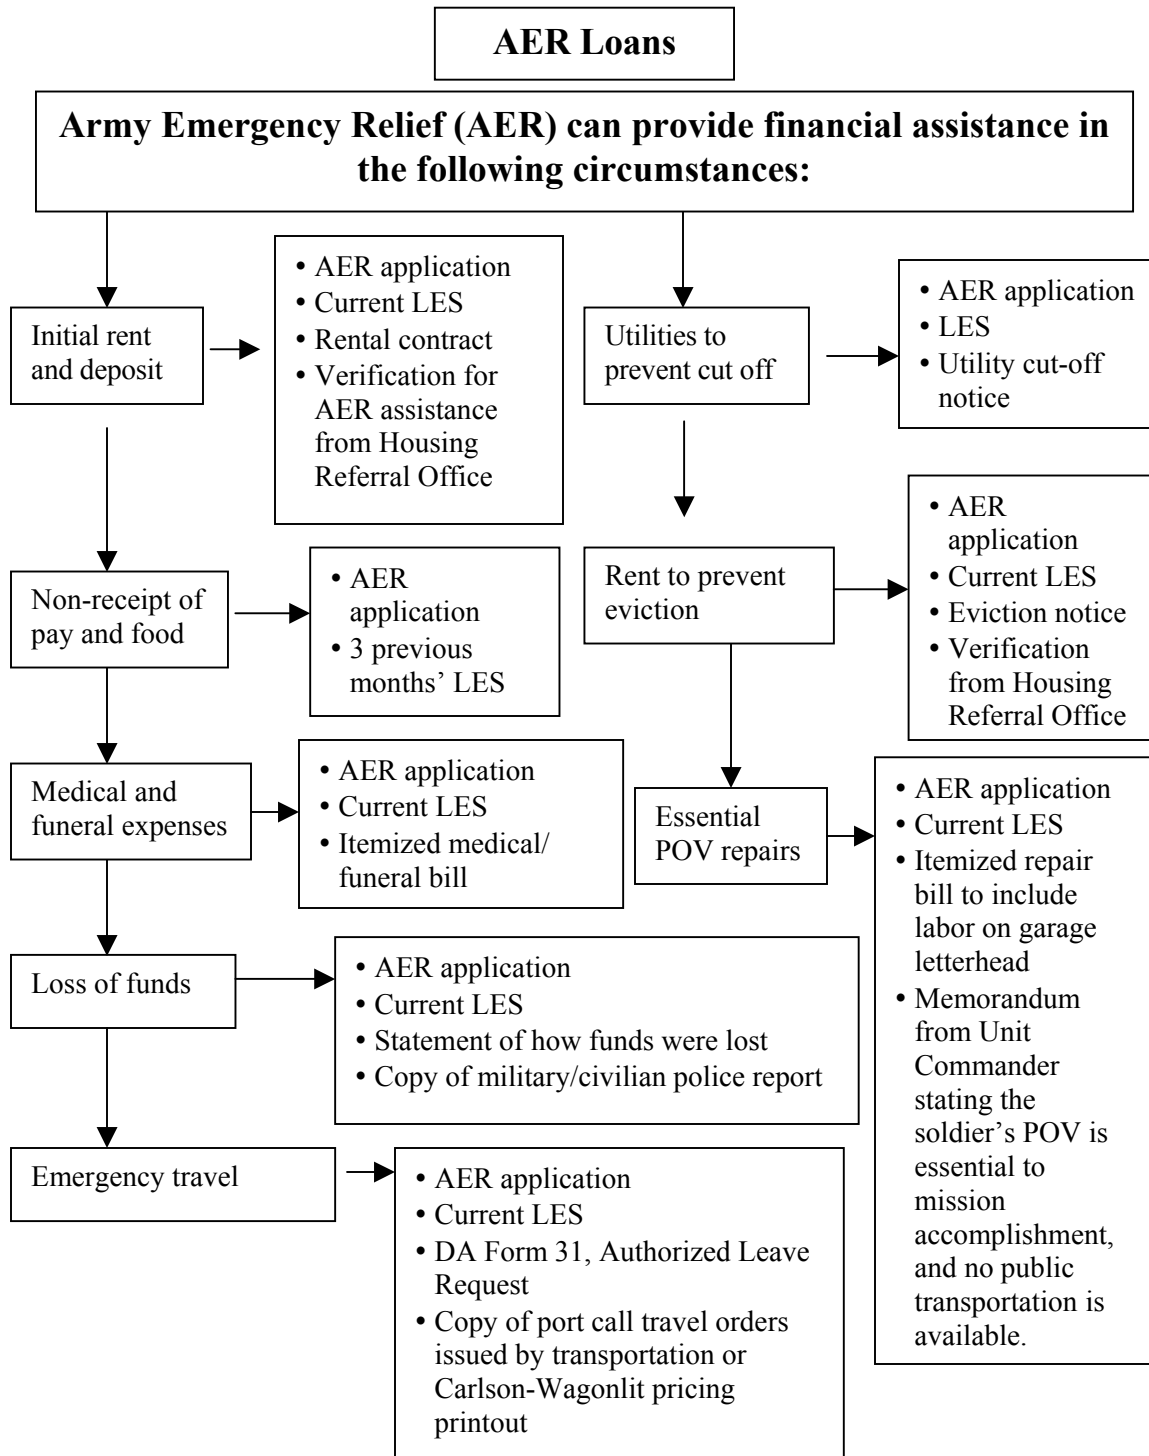 AER Loans
Army Emergency Relief (AER) can provide financial assistance in
the following circumstances:
Initial rent
and deposit
• AER application
• Current LES
• Rental contract
• Verification for
AER assistance
from Housing
Referral Office
Utilities to
prevent cut off
• AER application
• LES
• Utility cut-off
notice
Non-receipt of
pay and food
• AER
application
• 3 previous
months’ LES
Rent to prevent
eviction
• AER
application
• Current LES
• Eviction notice
• Verification
from Housing
Referral Office
Medical and
funeral expenses
• AER application
• Current LES
• Itemized medical/
funeral bill
Essential
POV repairs
• AER application
• Current LES
• Itemized repair
bill to include
labor on garage
letterhead
• Memorandum
from Unit
Commander
stating the
soldier’s POV is
essential to
mission
accomplishment,
and no public
transportation is
available.
Loss of funds
• AER application
• Current LES
• Statement of how funds were lost
• Copy of military/civilian police report
Emergency travel
• AER application
• Current LES
• DA Form 31, Authorized Leave
Request
• Copy of port call travel orders
issued by transportation or
Carlson-Wagonlit pricing
printout